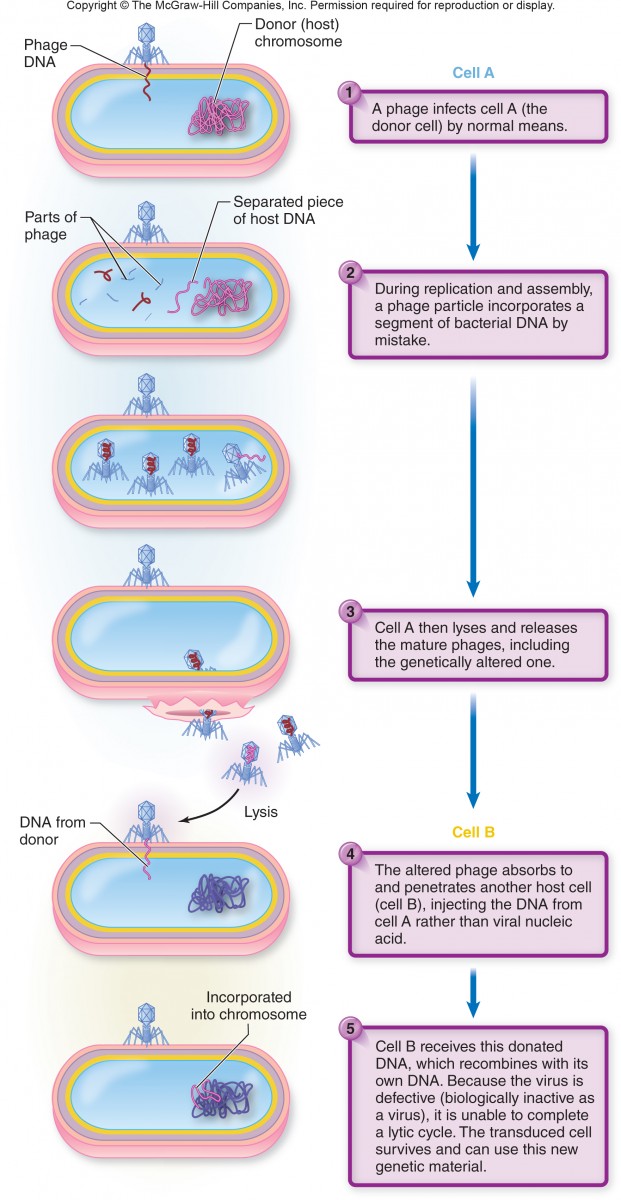 Copyright © The McGraw-Hill Companies, Inc. Permission required for reproduction or display.
Phage
DNA
Donor (host)
chromosome
Cell A
1
A phage infects cell A (the
donor cell) by normal means.
Parts of
phage
Separated piece
of host DNA
2
During replication and assembly,
a phage particle incorporates a
segment of bacterial DNA by
mistake.
3
Cell A then lyses and releases
the mature phages, including
the genetically altered one.
Lysis
DNA from
donor
Cell B
4
The altered phage absorbs to
and penetrates another host cell
(cell B), injecting the DNA from
cell A rather than viral nucleic
acid.
Incorporated
into chromosome
5
Cell B receives this donated
DNA, which recombines with its
own DNA. Because the virus is
defective (biologically inactive as
a virus), it is unable to complete
a lytic cycle. The transduced cell
survives and can use this new
genetic material.